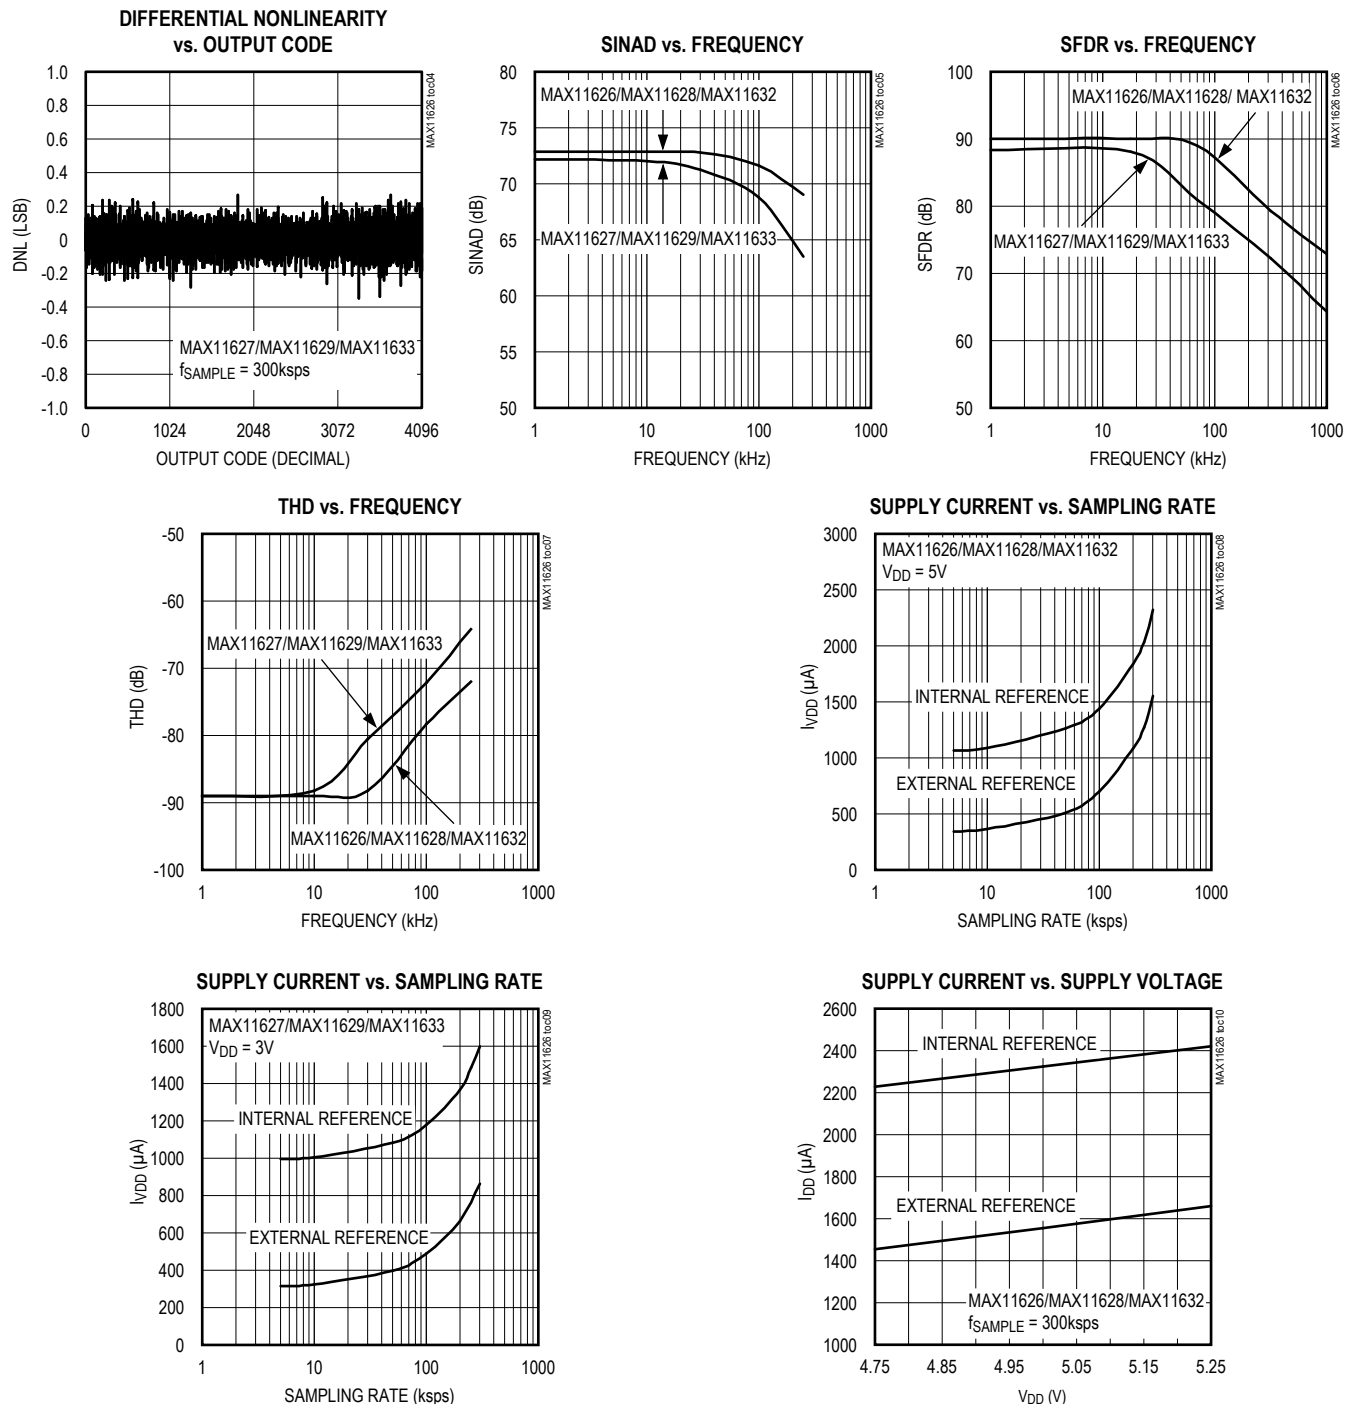 DIFFERENTIAL NONLINEARITY
vs. OUTPUT CODE
1.0
0.8
0.6
0.4
0.2
0
-0.2
-0.4
-0.6
-0.8
-1.0
DNL (LSB)
MAX11627/MAX11629/MAX11633
fSAMPLE = 300ksps
MAX11626 toc04
0 1024 2048 3072 4096
OUTPUT CODE (DECIMAL)
SINAD vs. FREQUENCY
80
75
70
65
60
55
50
SINAD (dB)
MAX11626/MAX11628/MAX11632
MAX11627/MAX11629/MAX11633
MAX11626 toc05
1 10 100 1000
FREQUENCY (kHz)
SFDR vs. FREQUENCY
100
90
80
70
60
50
SFDR (dB)
MAX11626/MAX11628/ MAX11632
MAX11627/MAX11629/MAX11633
MAX11626 toc06
1 10 100 1000
FREQUENCY (kHz)
THD vs. FREQUENCY
-50
-60
-70
-80
-90
-100
THD (dB)
MAX11627/MAX11629/MAX11633
MAX11626/MAX11628/MAX11632
MAX11626 toc07
1 10 100 1000
FREQUENCY (kHz)
SUPPLY CURRENT vs. SAMPLING RATE
3000
2500
2000
1500
1000
500
0
IVDD (µA)
MAX11626/MAX11628/MAX11632
VDD = 5V
INTERNAL REFERENCE
EXTERNAL REFERENCE
MAX11626 toc08
1 10 100 1000
SAMPLING RATE (ksps)
SUPPLY CURRENT vs. SAMPLING RATE
1800
1600
1400
1200
1000
800
600
400
200
0
IVDD (µA)
MAX11627/MAX11629/MAX11633
VDD = 3V
INTERNAL REFERENCE
EXTERNAL REFERENCE
MAX11626 toc09
1 10 100 1000
SAMPLING RATE (ksps)
SUPPLY CURRENT vs. SUPPLY VOLTAGE
2600
2400
2200
2000
1800
1600
1400
1200
1000
IDD (µA)
INTERNAL REFERENCE
EXTERNAL REFERENCE
MAX11626/MAX11628/MAX11632
fSAMPLE = 300ksps
MAX11626 toc10
4.75 4.85 4.95 5.05 5.15 5.25
VDD (V)